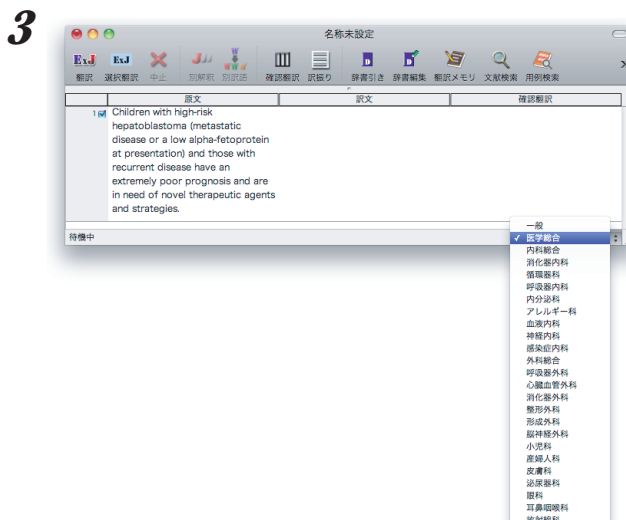 3
名称未設定
ExJ ExJ
翻訳 選択翻訳 中止 別解釈 別訳語 確認翻訳 訳振り 辞書引き 辞書編集 翻訳メモリ 文献検索 用例検索
原文 訳文 確認翻訳
1 Children with high-risk
hepatoblastoma (metastatic
disease or a low alpha-fetoprotein
at presentation) and those with
recurrent disease have an
extremely poor prognosis and are
in need of novel therapeutic agents
and strategies.
待機中
一般
✓ 医学総合
内科総合
消化器内科
循環器科
呼吸器内科
内分泌科
アレルギー科
血液内科
神経内科
感染症内科
外科総合
呼吸器外科
心臓血管外科
消化器外科
整形外科
形成外科
脳神経外科
小児科
産婦人科
皮膚科
泌尿器科
眼科
耳鼻咽喉科
放射線科